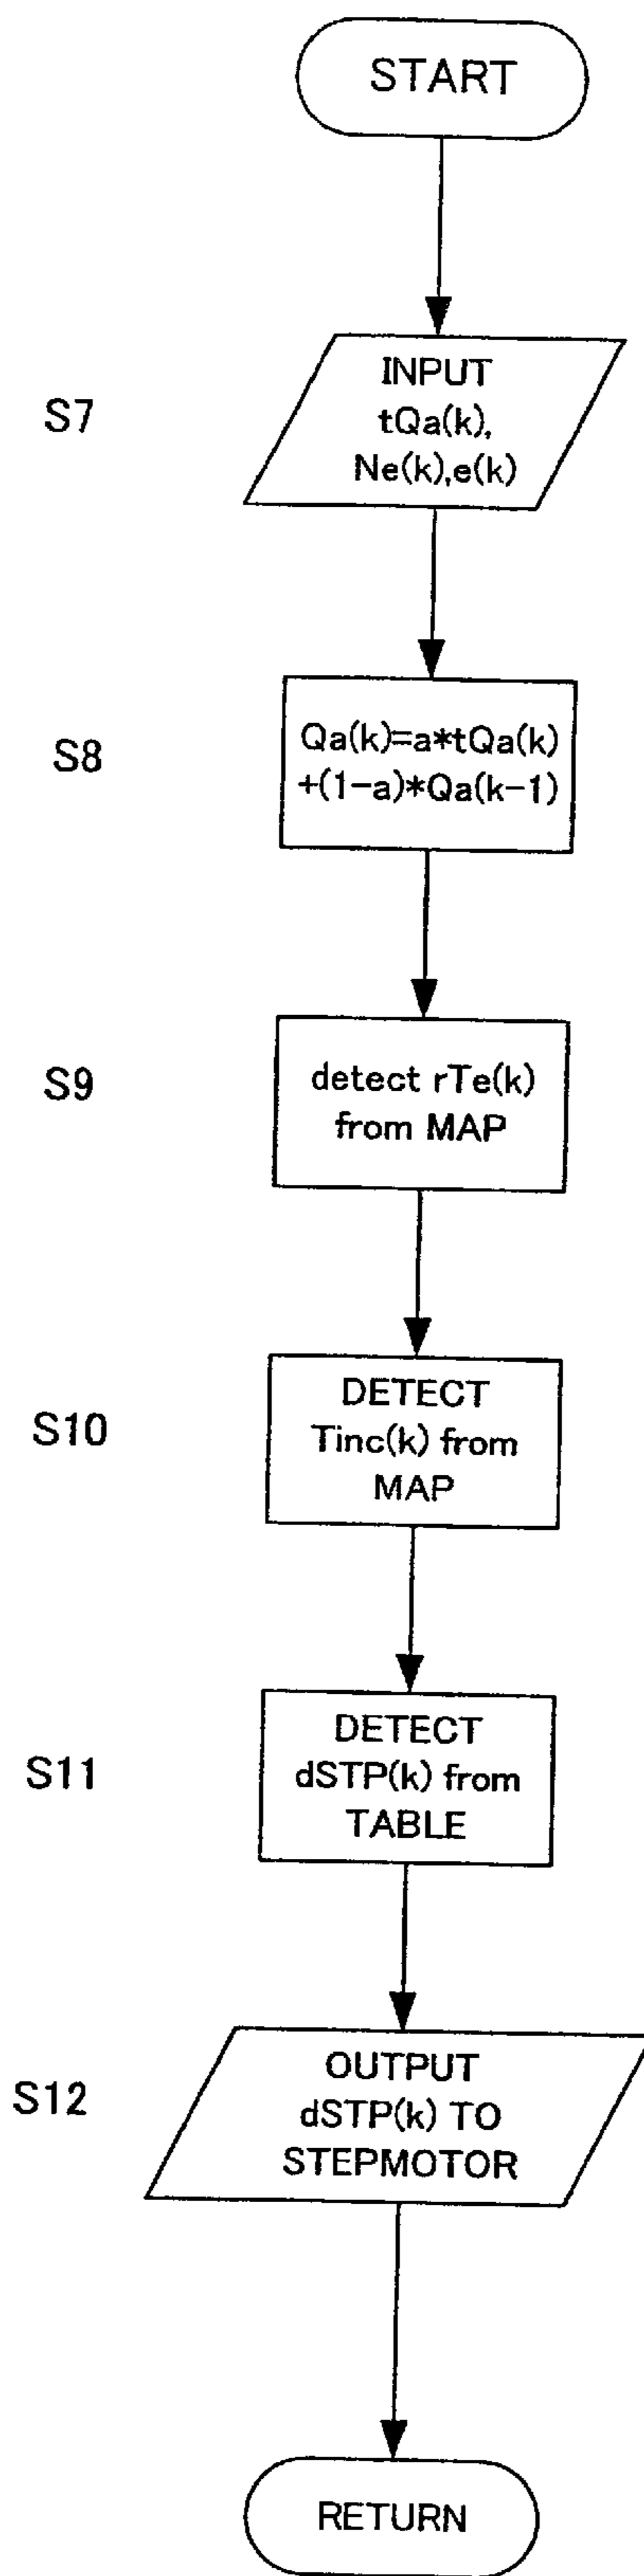 START
S7
INPUT
tQa(k),
Ne(k),e(k)
S8
Qa(k)=a*tQa(k)
+(1-a)*Qa(k-1)
S9
detect rTe(k)
from MAP
S10
DETECT
Tinc(k) from
MAP
S11
DETECT
dSTP(k) from
TABLE
S12
OUTPUT
dSTP(k) TO
STEPMOTOR
RETURN